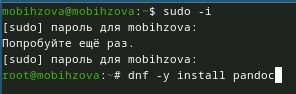 mobihzova@mobihzova:~$ sudo -i
[sudo] пароль для mobihzova:
Попробуйте ещё раз.
[sudo] пароль для mobihzova:
root@mobihzova:~# dnf -y install pandoc